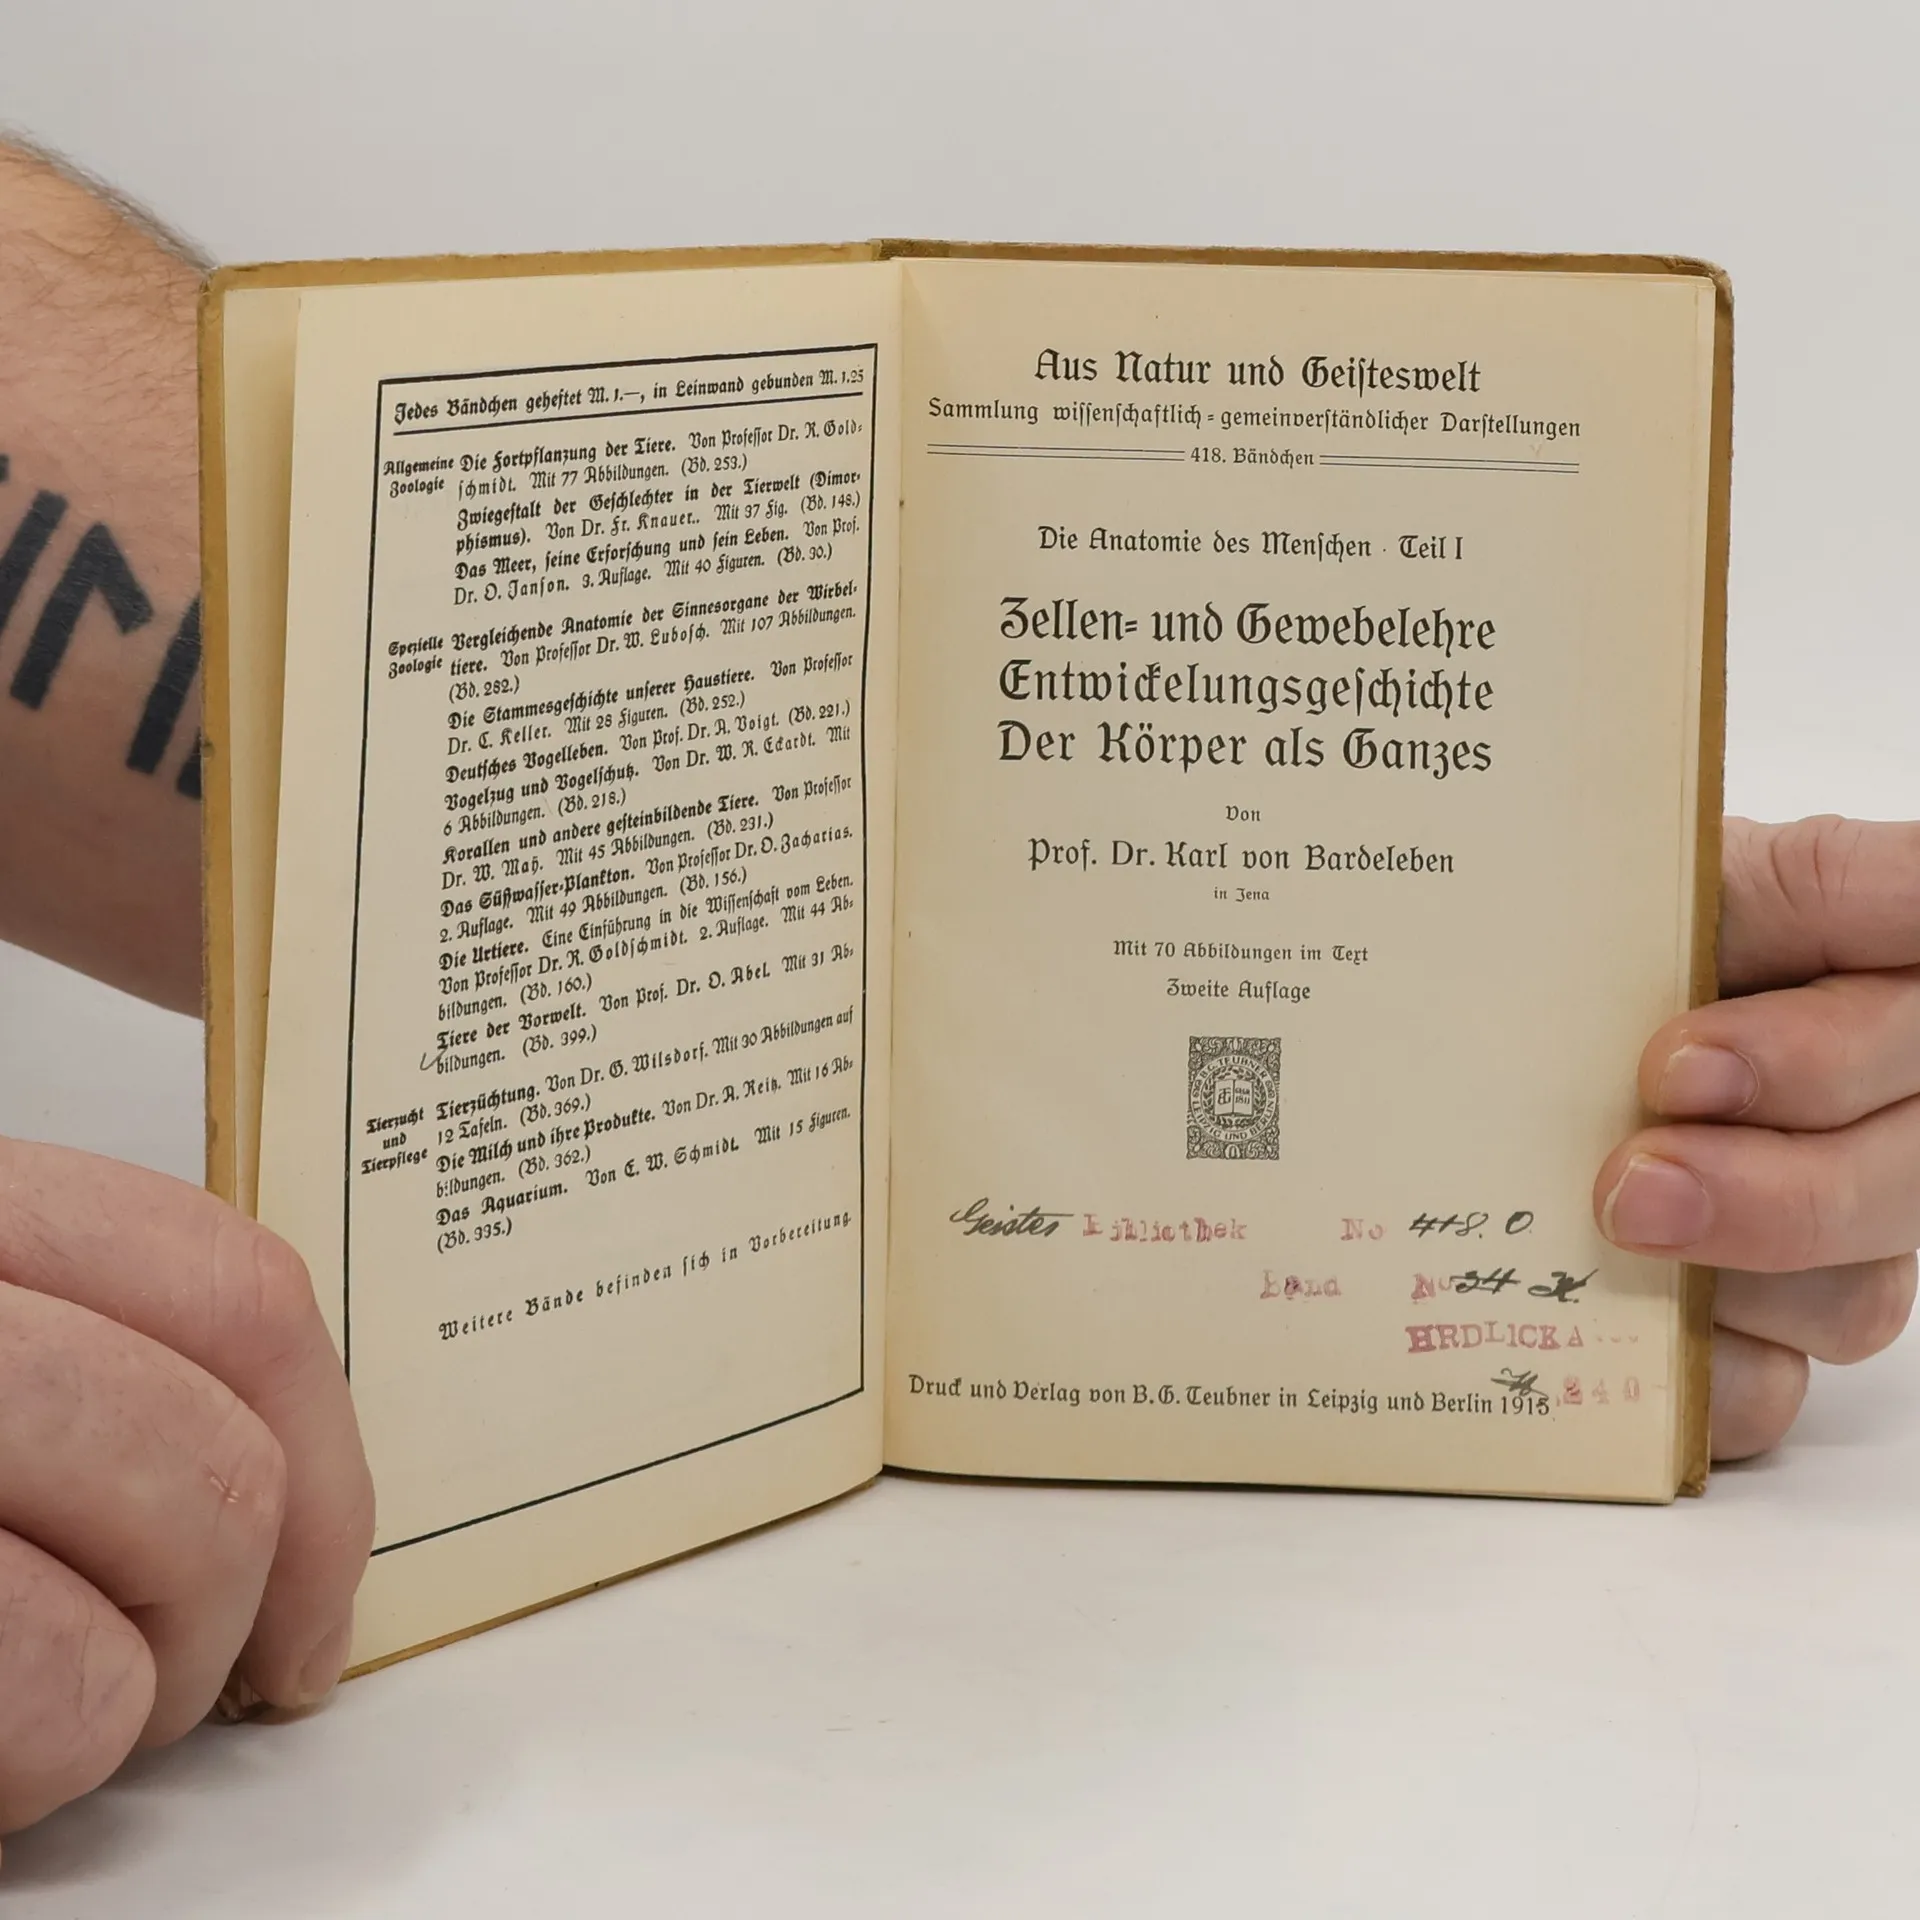 Jedes Bändchen geheftet M. 1.—, in Leinwand gebunden M. 1.25
Allgemeine Zoologie
Die Fortpflanzung der Tiere. Von Professor Dr. R. Gold-
schmidt. Mit 77 Abbildungen. (Bd. 253.)
Zwiegestalt der Geschlechter in der Tierwelt (Dimor-
phismus). Von Dr. Fr. Knauer.. Mit 37 Fig. (Bd. 148.)
Das Meer, seine Erforschung und sein Leben. Von Prof.
Dr. O. Janson. 3. Auflage. Mit 40 Figuren. (Bd. 30.)
Spezielle Zoologie
Vergleichende Anatomie der Sinnesorgane der Wirbel-
tiere. Von Professor Dr. W. Lubosch. Mit 107 Abbildungen.
(Bd. 282.)
Die Stammesgeschichte unserer Haustiere. Von Professor
Dr. C. Keller. Mit 28 Figuren. (Bd. 252.)
Deutsches Vogelleben. Von Prof. Dr. A. Voigt. (Bd. 221.)
Vogelzug und Vogelschutz. Von Dr. W. R. Eckardt. Mit
6 Abbildungen. (Bd. 218.)
Korallen und andere gesteinbildende Tiere. Von Professor
Dr. W. May. Mit 45 Abbildungen. (Bd. 231.)
Das Süßwasser-Plankton. Von Professor Dr. O. Zacharias.
2. Auflage. Mit 49 Abbildungen. (Bd. 156.)
Die Urtiere. Eine Einführung in die Wissenschaft vom Leben.
Von Professor Dr. R. Goldschmidt. 2. Auflage. Mit 44 Ab-
bildungen. (Bd. 160.)
Tiere der Vorwelt. Von Prof. Dr. O. Abel. Mit 31 Ab-
bildungen. (Bd. 399.)
Tierzucht und Tierpflege
Tierzüchtung. Von Dr. G. Wilsdorf. Mit 30 Abbildungen auf
12 Tafeln. (Bd. 369.)
Die Milch und ihre Produkte. Von Dr. A. Reitz. Mit 16 Ab-
bildungen. (Bd. 362.)
Das Aquarium. Von E. W. Schmidt. Mit 15 Figuren.
(Bd. 335.)
Weitere Bände befinden sich in Vorbereitung.
Aus Natur und Geisteswelt
Sammlung wissenschaftlich-gemeinverständlicher Darstellungen
418. Bändchen
Die Anatomie des Menschen · Teil I
Zellen- und Gewebelehre
Entwickelungsgeschichte
Der Körper als Ganzes
Von
Prof. Dr. Karl von Bardeleben
in Jena
Mit 70 Abbildungen im Text
Zweite Auflage
B. G. TEUBNER
LEIPZIG UND BERLIN
Geistes Bibliothek No 418. O
Band No 34
HRDLICKA
Druck und Verlag von B. G. Teubner in Leipzig und Berlin 1913
240